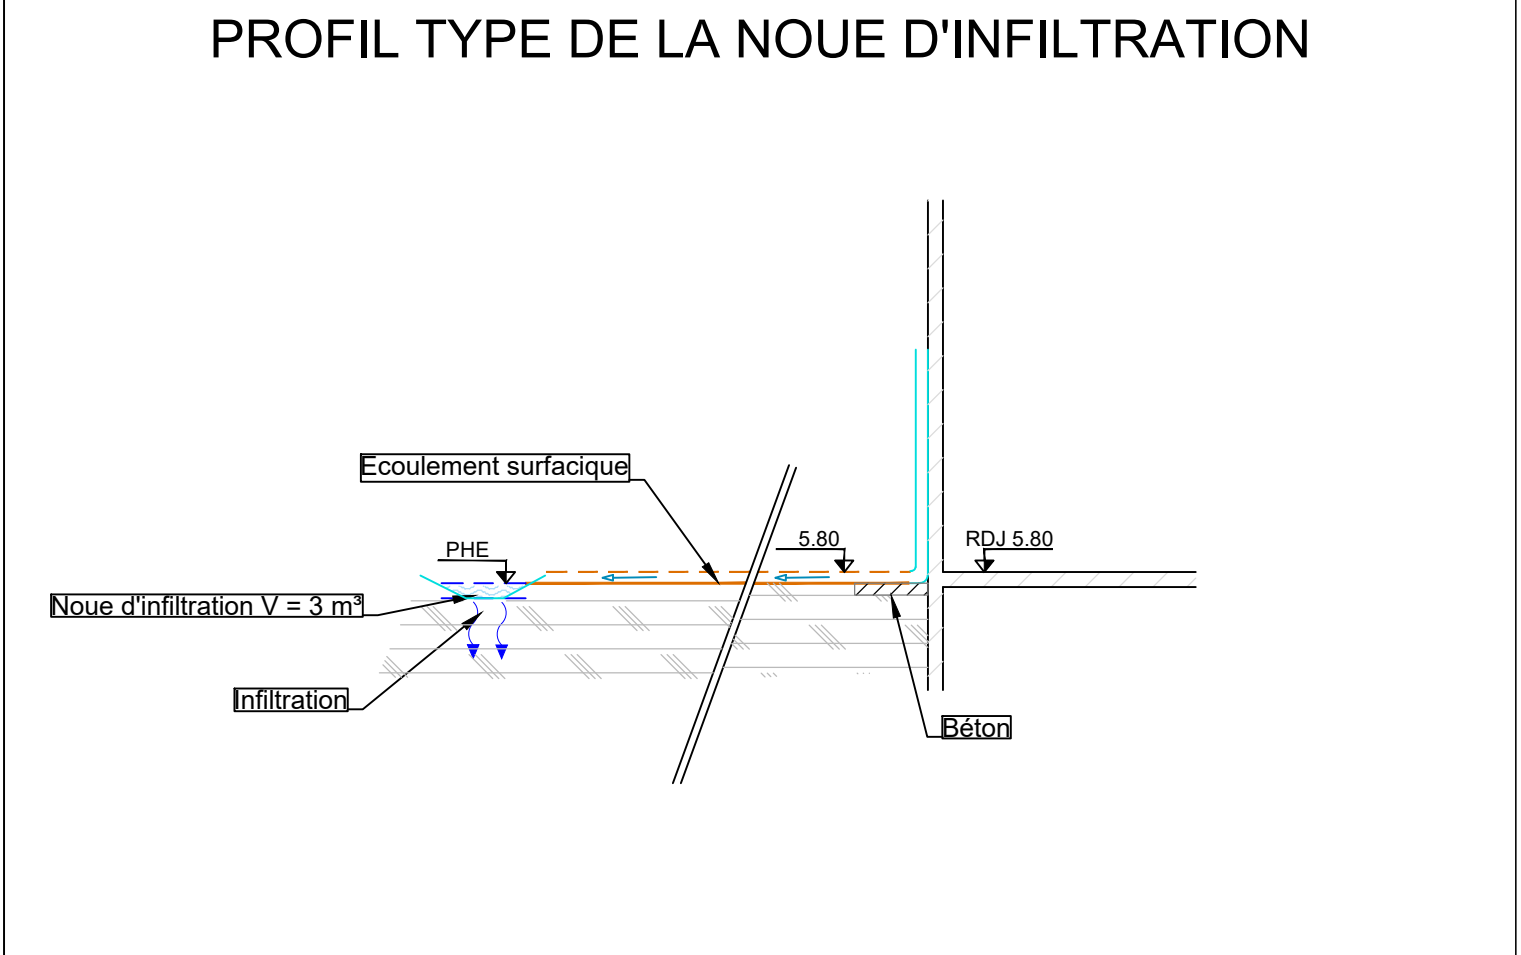 PROFIL TYPE DE LA NOUE D'INFILTRATION
Ecoulement surfacique
5.80
RDJ 5.80
PHE
Noue d'infiltration V = 3 m³
Infiltration
Béton